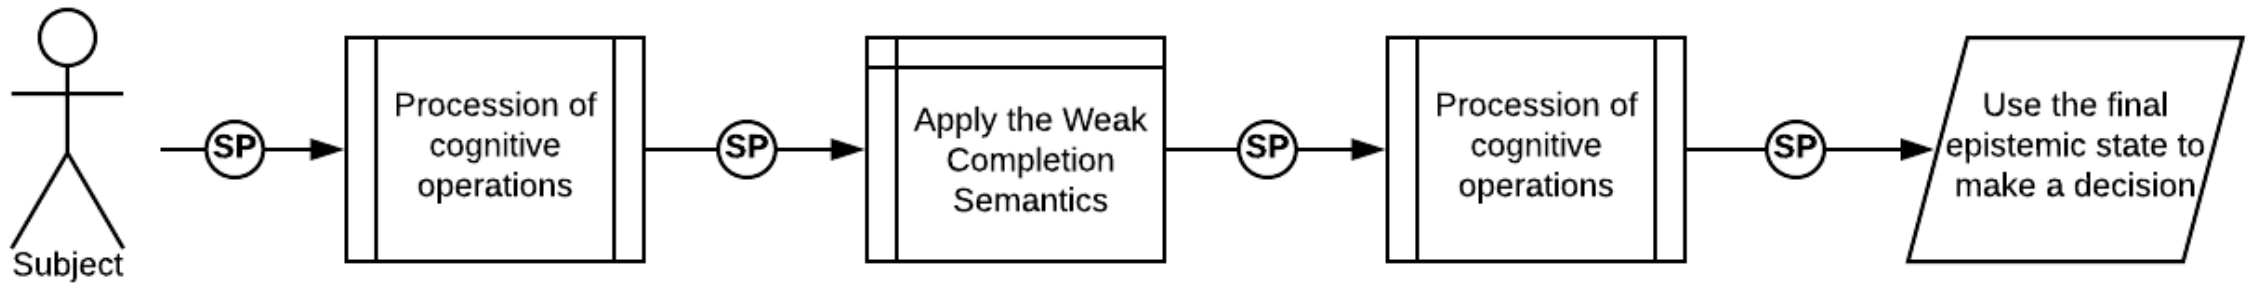 Subject
SP
Procession of
cognitive
operations
SP
Apply the Weak
Completion
Semantics
SP
Procession of
cognitive
operations
SP
Use the final
epistemic state to
make a decision